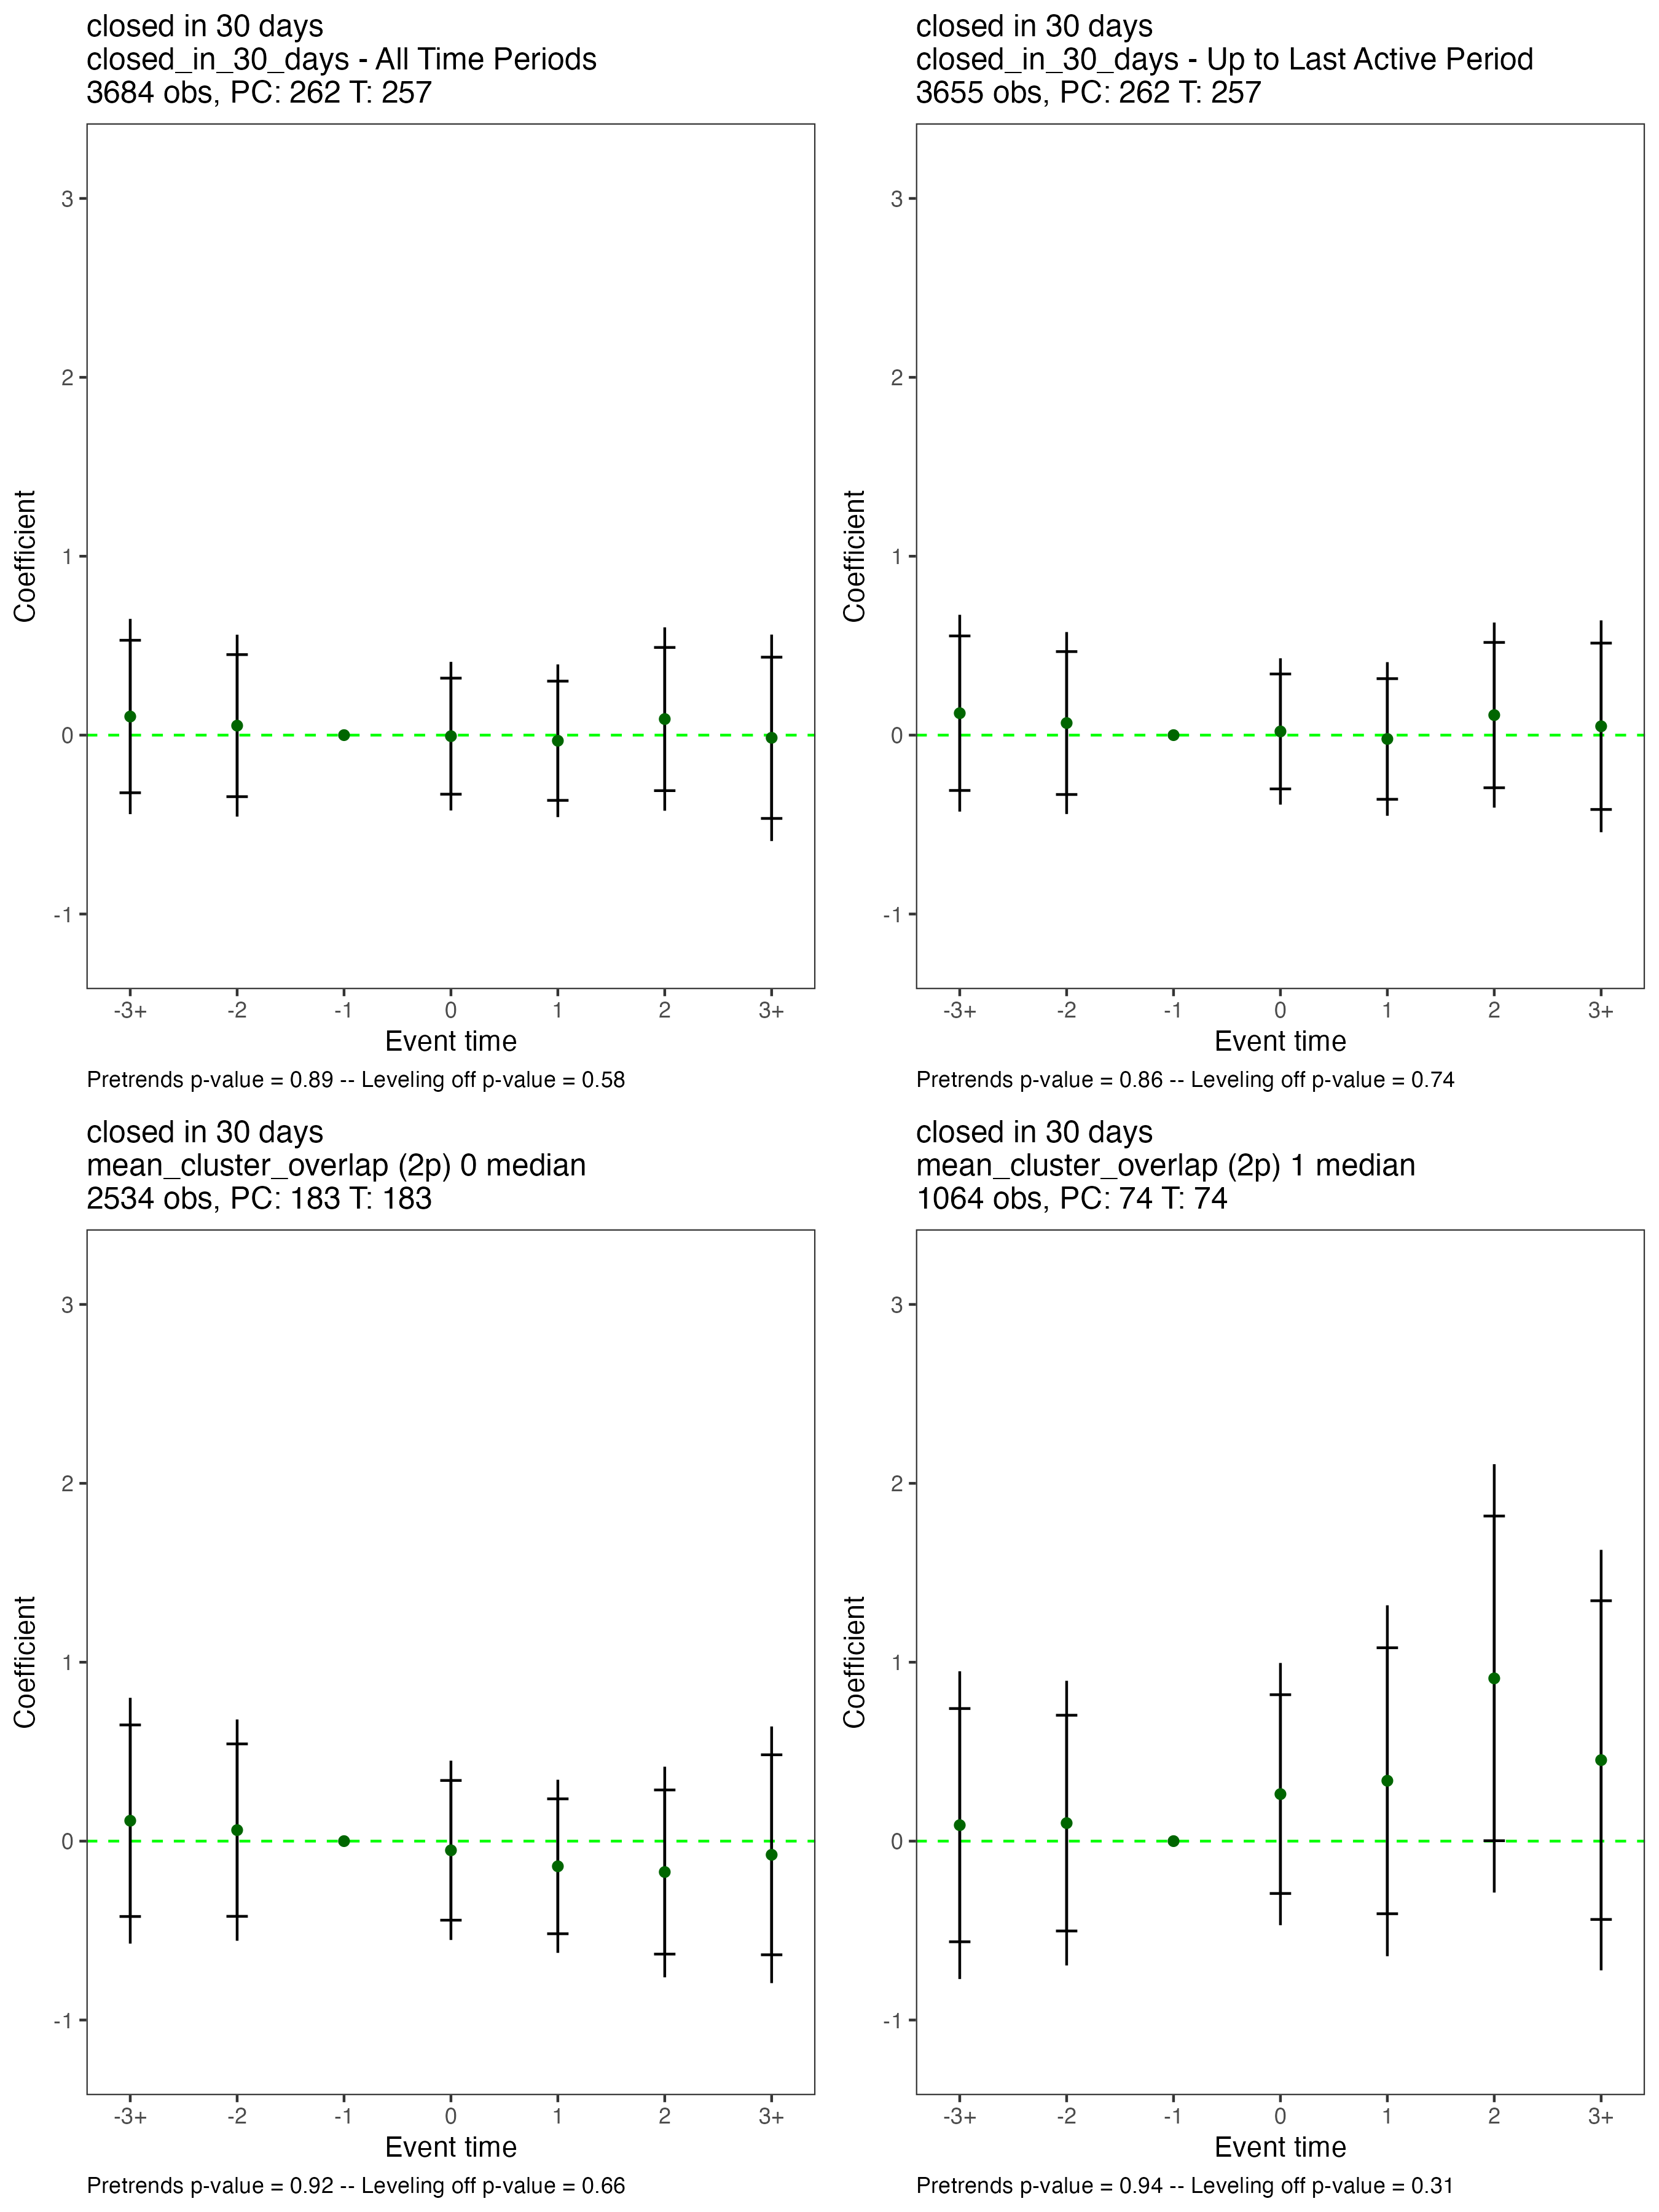 closed in 30 days
closed_in_30_days - All Time Periods
3684 obs, PC: 262 T: 257
Coefficient
3
2
1
0
-1
-3+ -2 -1 0 1 2 3+
Event time
Pretrends p-value = 0.89 -- Leveling off p-value = 0.58
closed in 30 days
closed_in_30_days - Up to Last Active Period
3655 obs, PC: 262 T: 257
Coefficient
3
2
1
0
-1
-3+ -2 -1 0 1 2 3+
Event time
Pretrends p-value = 0.86 -- Leveling off p-value = 0.74
closed in 30 days
mean_cluster_overlap (2p) 0 median
2534 obs, PC: 183 T: 183
Coefficient
3
2
1
0
-1
-3+ -2 -1 0 1 2 3+
Event time
Pretrends p-value = 0.92 -- Leveling off p-value = 0.66
closed in 30 days
mean_cluster_overlap (2p) 1 median
1064 obs, PC: 74 T: 74
Coefficient
3
2
1
0
-1
-3+ -2 -1 0 1 2 3+
Event time
Pretrends p-value = 0.94 -- Leveling off p-value = 0.31